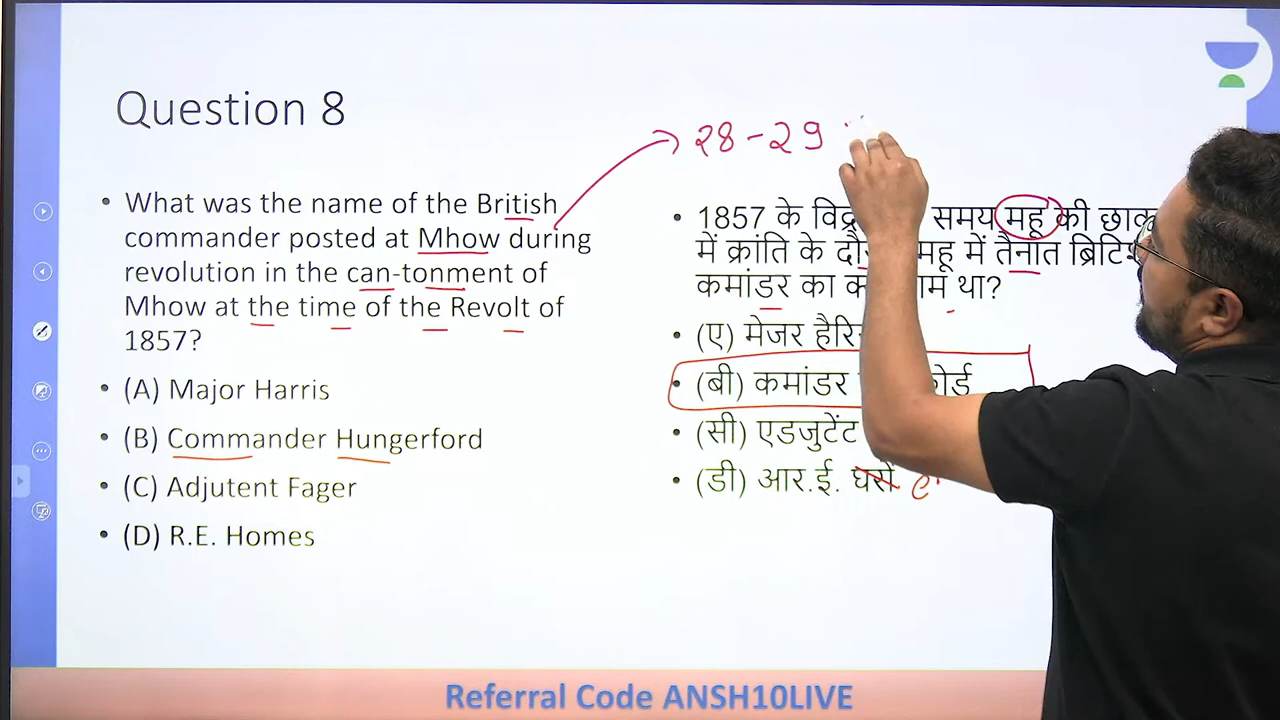 Question 8
28-29
• What was the name of the British
commander posted at Mhow during
revolution in the can-tonment of
Mhow at the time of the Revolt of
1857?
• (A) Major Harris
• (B) Commander Hungerford
• (C) Adjutent Fager
• (D) R.E. Homes
• 1857 के समय महू की
में क्रांति के महू में तैनात
कमांडर का था?
• (ए) मेजर
• (बी) कमांडर
• (सी) एडजुटेंट
• (डी) आर.ई. घरों
Referral Code ANSH10LIVE